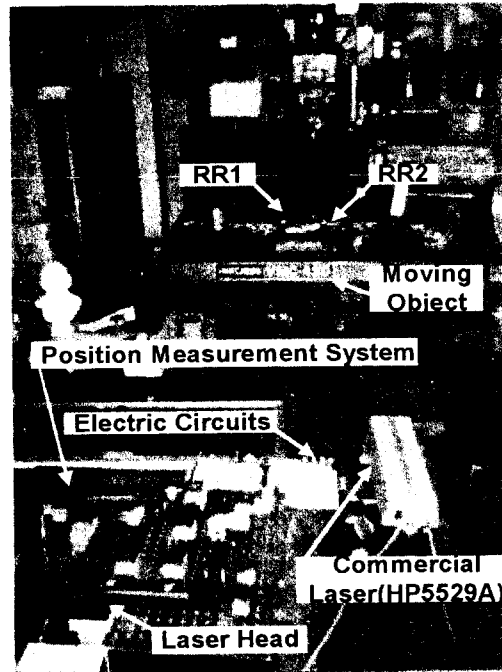 RR1
RR2
Moving
Object
Position Measurement System
Electric Circuits
Commercial
Laser(HP5529A)
Laser Head